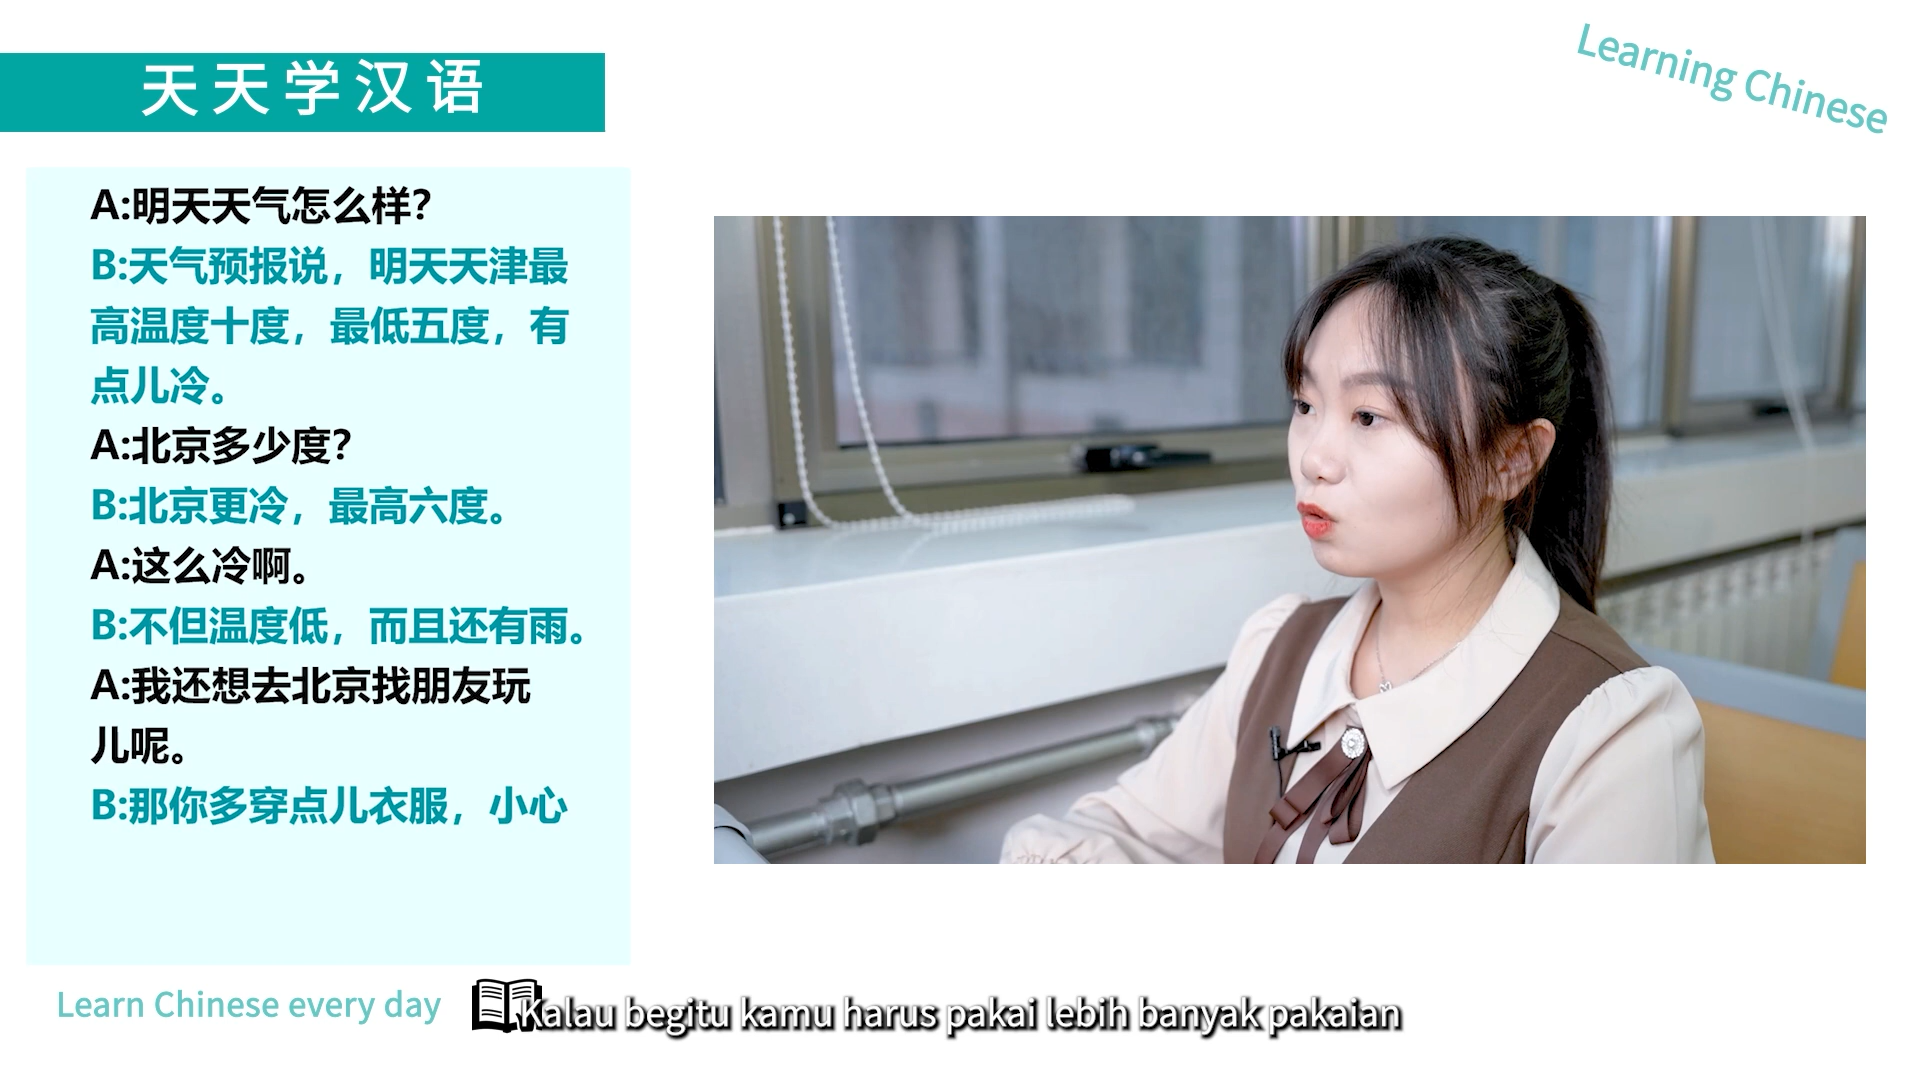 天天学汉语
Learning Chinese
A:明天天气怎么样?
B:天气预报说，明天天津最
高温度十度，最低五度，有
点儿冷。
A:北京多少度?
B:北京更冷，最高六度。
A:这么冷啊。
B:不但温度低，而且还有雨。
A:我还想去北京找朋友玩
儿呢。
B:那你多穿点儿衣服，小心
Learn Chinese every day
Kalau begitu kamu harus pakai lebih banyak pakaian